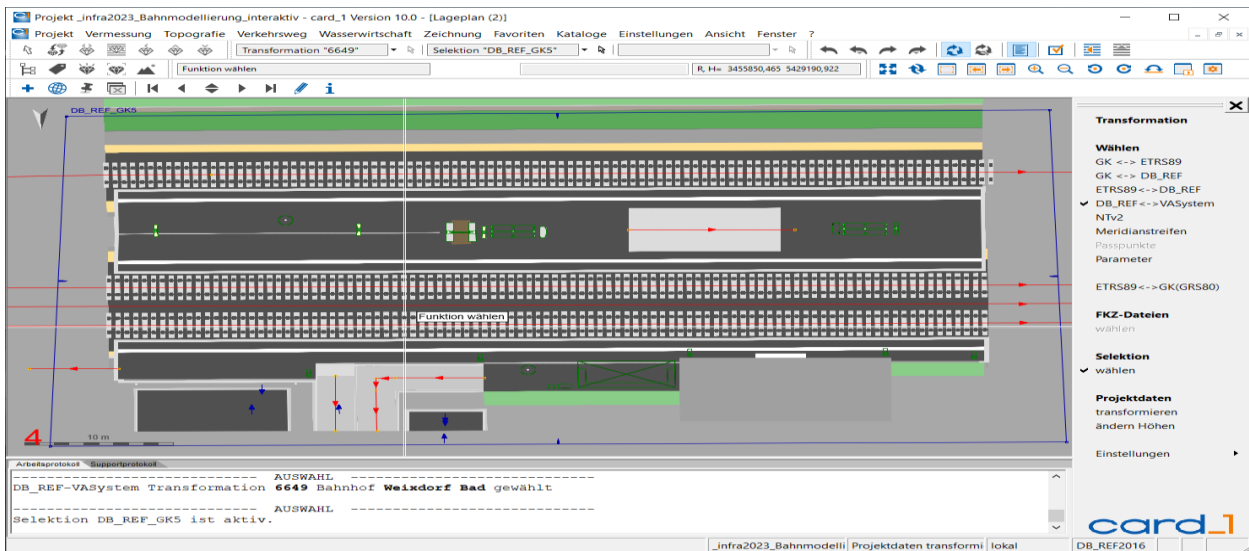 Projekt _infra2023_Bahnmodellierung_interaktiv - card_1 Version 10.0 - [Lageplan (2)]
Projekt Vermessung Topografie Verkehrsweg Wasserwirtschaft Zeichnung Favoriten Kataloge Einstellungen Ansicht Fenster ?
Transformation "6649" Selektion "DB_REF_GK5"
Funktion wählen R, H= 3455850,465 5429190,922
DB_REF_GK5
Funktion wählen
4 10 m
Transformation
Wählen
GK <-> ETRS89
GK <-> DB_REF
ETRS89<->DB_REF
DB_REF<->VASystem
NTv2
Meridianstreifen
Passpunkte
Parameter
ETRS89<->GK(GRS80)
FKZ-Dateien
wählen
Selektion
wählen
Projektdaten
transformieren
ändern Höhen
Einstellungen
card_1
Arbeitsprotokoll Supportprotokoll
---------------------------- AUSWAHL ----------------------------
DB_REF-VASystem Transformation 6649 Bahnhof Weixdorf Bad gewählt
---------------------------- AUSWAHL ----------------------------
Selektion DB_REF_GK5 ist aktiv.
_infra2023_Bahnmodelli Projektdaten transformi lokal DB_REF2016